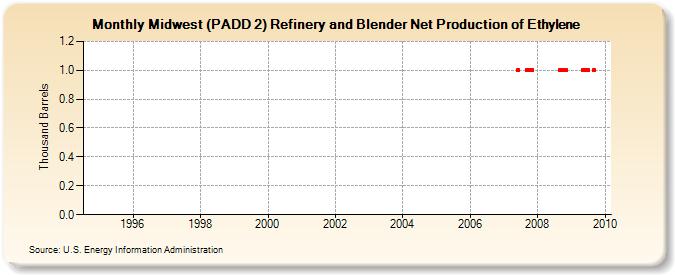 Monthly Midwest (PADD 2) Refinery and Blender Net Production of Ethylene
Thousand Barrels
1.2
1.0
0.8
0.6
0.4
0.2
0.0
1996 1998 2000 2002 2004 2006 2008 2010
Source: U.S. Energy Information Administration